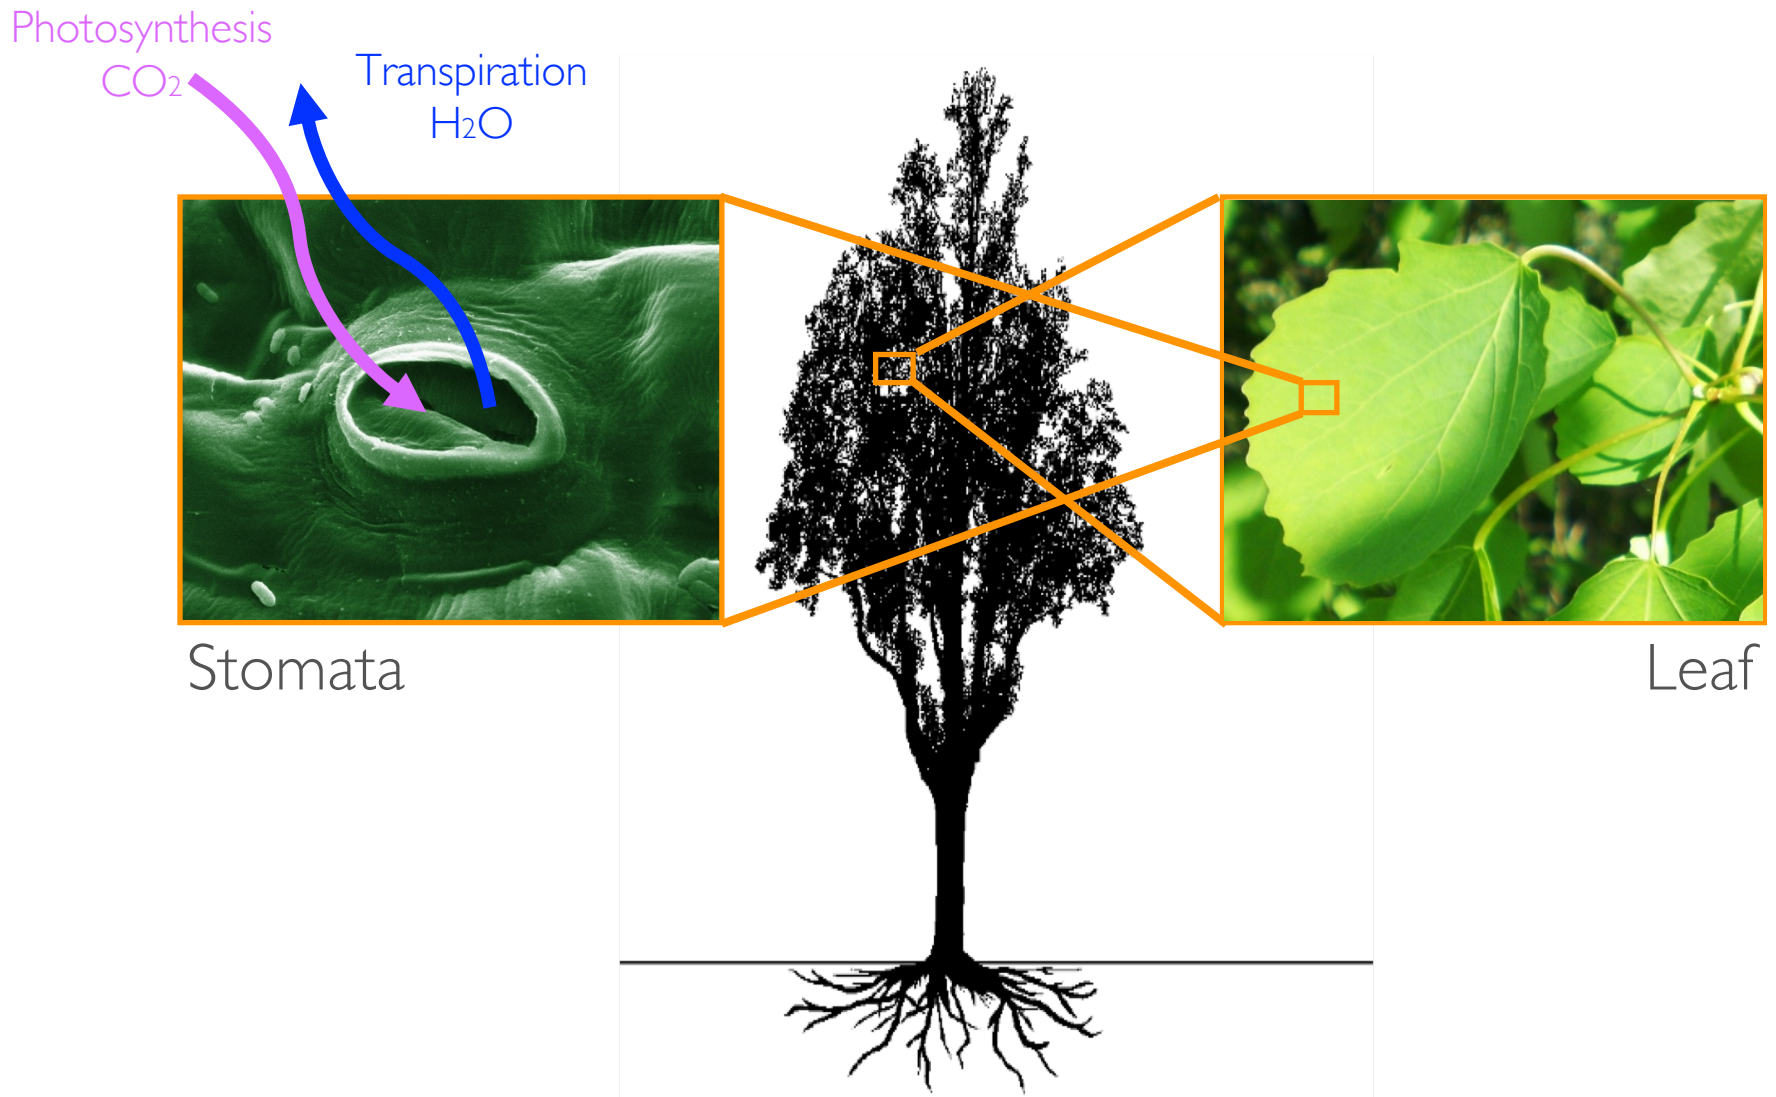 Photosynthesis
CO₂
Transpiration
H₂O
Stomata
Leaf